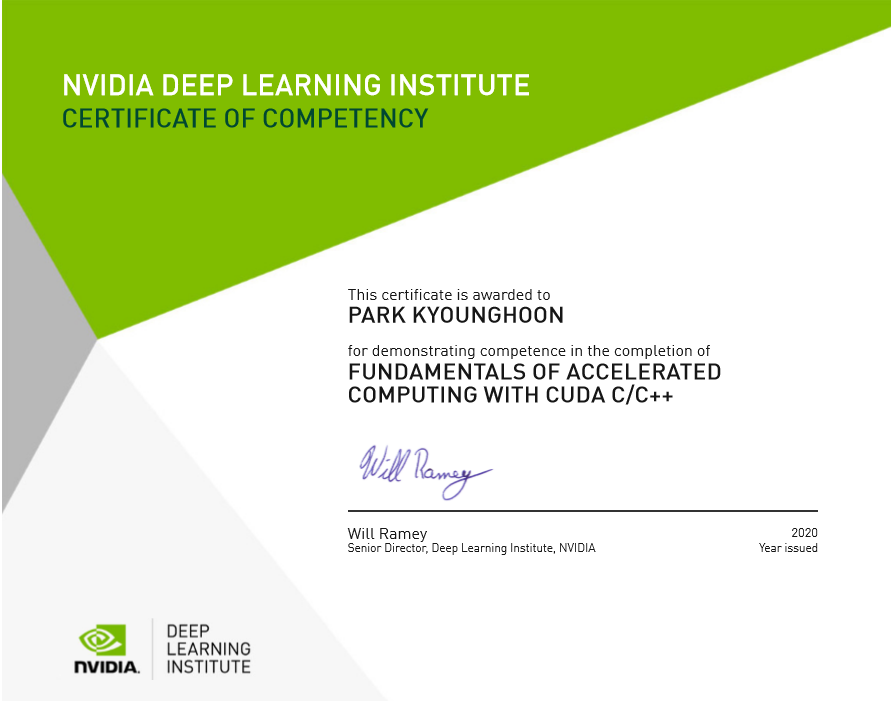 NVIDIA DEEP LEARNING INSTITUTE
CERTIFICATE OF COMPETENCY
This certificate is awarded to
PARK KYOUNGHOON
for demonstrating competence in the completion of
FUNDAMENTALS OF ACCELERATED
COMPUTING WITH CUDA C/C++
Will Ramey
Will Ramey
Senior Director, Deep Learning Institute, NVIDIA
2020
Year issued
NVIDIA.
DEEP
LEARNING
INSTITUTE